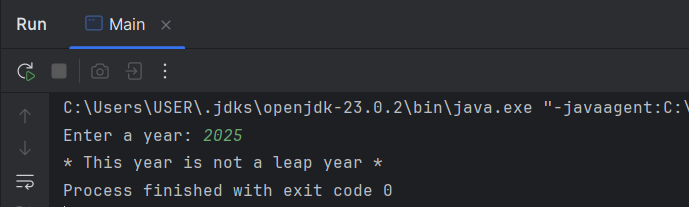 Run Main
C:\Users\USER\.jdks\openjdk-23.0.2\bin\java.exe "-javaagent:C:\
Enter a year: 2025
* This year is not a leap year *
Process finished with exit code 0